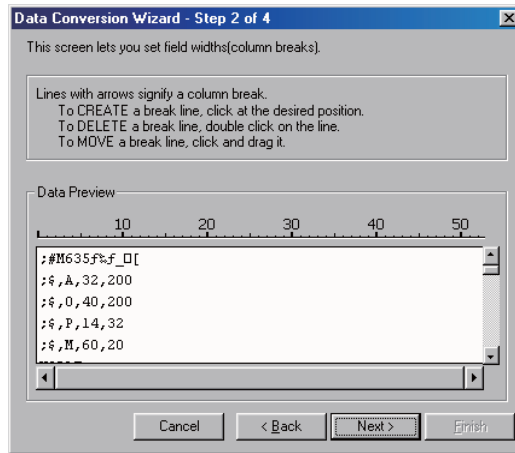 Data Conversion Wizard - Step 2 of 4
This screen lets you set field widths(column breaks).
Lines with arrows signify a column break.
To CREATE a break line, click at the desired position.
To DELETE a break line, double click on the line.
To MOVE a break line, click and drag it.
Data Preview
10 20 30 40 50
;#M635ƒ%ƒ_□[
;$,A,32,200
;$,0,40,200
;$,P,14,32
;$,M,60,20
Cancel < Back Next > Finish